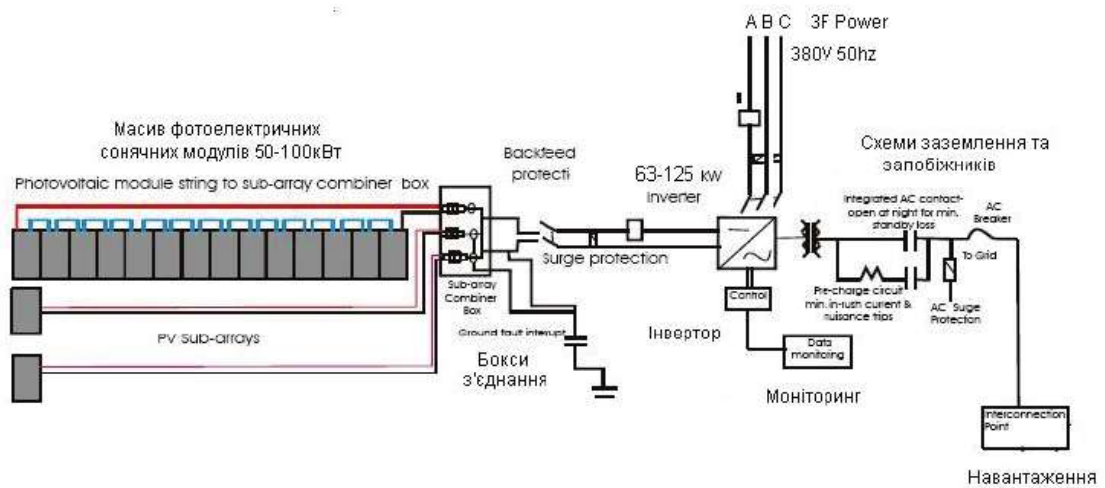 A B C 3F Power
380V 50hz
Масив фотоелектричних
сонячних модулів 50-100кВт
Photovoltaic module string to sub-array combiner box
Backfeed
protecti
63-125 кw
Inverter
Схеми заземлення та
запобіжників
Integrated AC contact-
open at night for min.
standby loss
AC
Breaker
To Grid
Surge protection
Sub-array
Combiner
Box
Control
Pre-charge circuit
min. in-rush current &
nuisance trips
AC Surge
Protection
PV Sub-arrays
Ground fault interrupt
Інвертор
Data
monitoring
Бокси
з'єднання
Моніторинг
Interconnection
Point
Навантаження